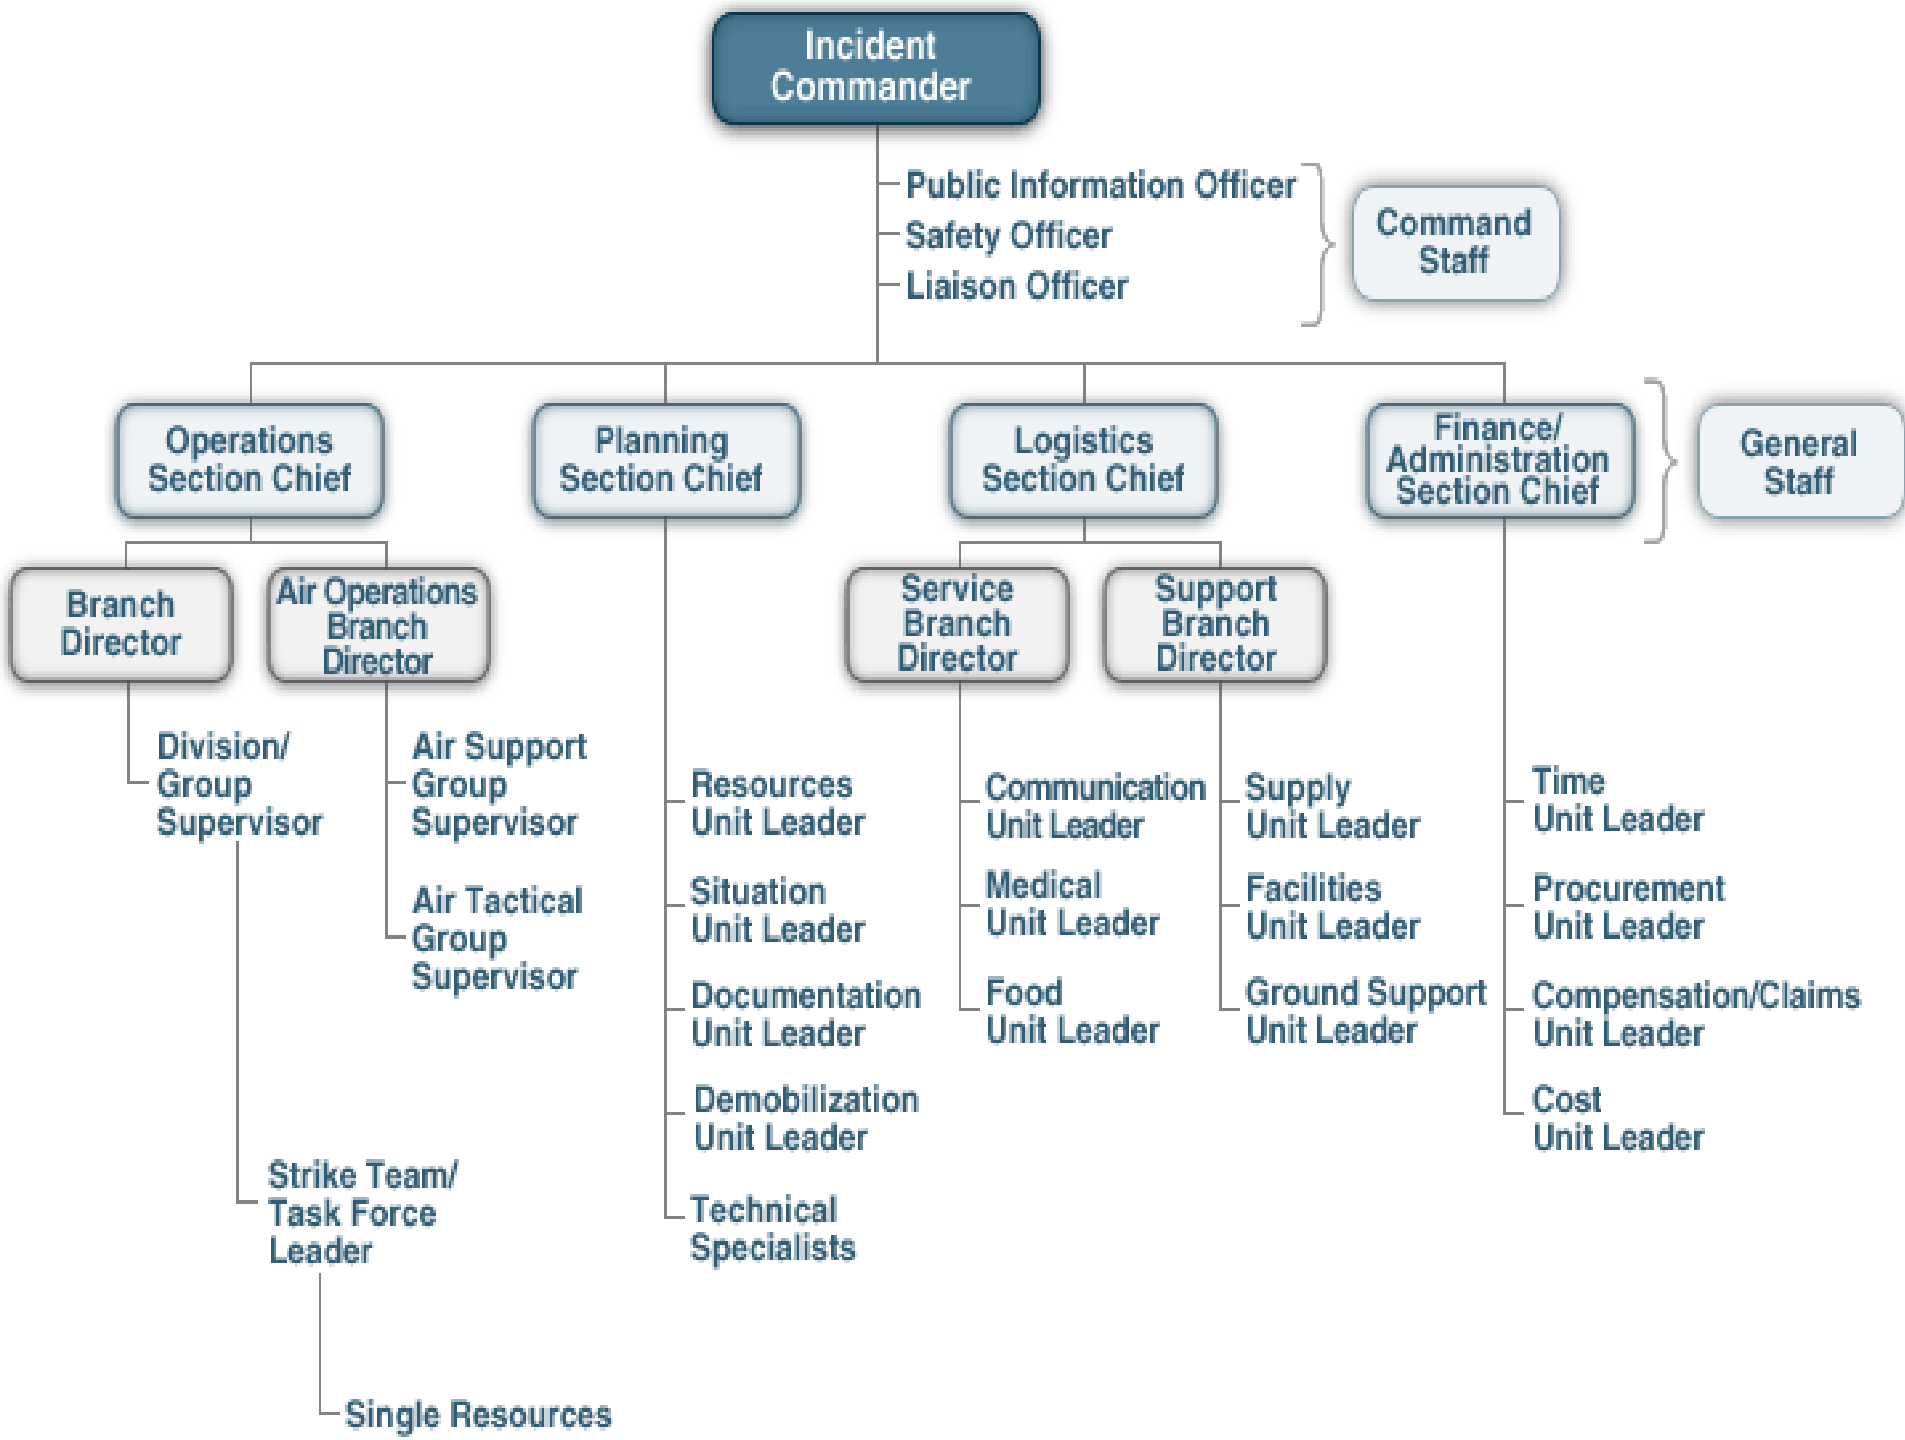 Incident
Commander
Public Information Officer
Safety Officer
Liaison Officer
Command
Staff
Operations
Section Chief
Planning
Section Chief
Logistics
Section Chief
Finance/
Administration
Section Chief
General
Staff
Branch
Director
Air Operations
Branch
Director
Service
Branch
Director
Support
Branch
Director
Division/
Group
Supervisor
Air Support
Group
Supervisor
Air Tactical
Group
Supervisor
Strike Team/
Task Force
Leader
Single Resources
Resources
Unit Leader
Situation
Unit Leader
Documentation
Unit Leader
Demobilization
Unit Leader
Technical
Specialists
Communication
Unit Leader
Medical
Unit Leader
Food
Unit Leader
Supply
Unit Leader
Facilities
Unit Leader
Ground Support
Unit Leader
Time
Unit Leader
Procurement
Unit Leader
Compensation/Claims
Unit Leader
Cost
Unit Leader